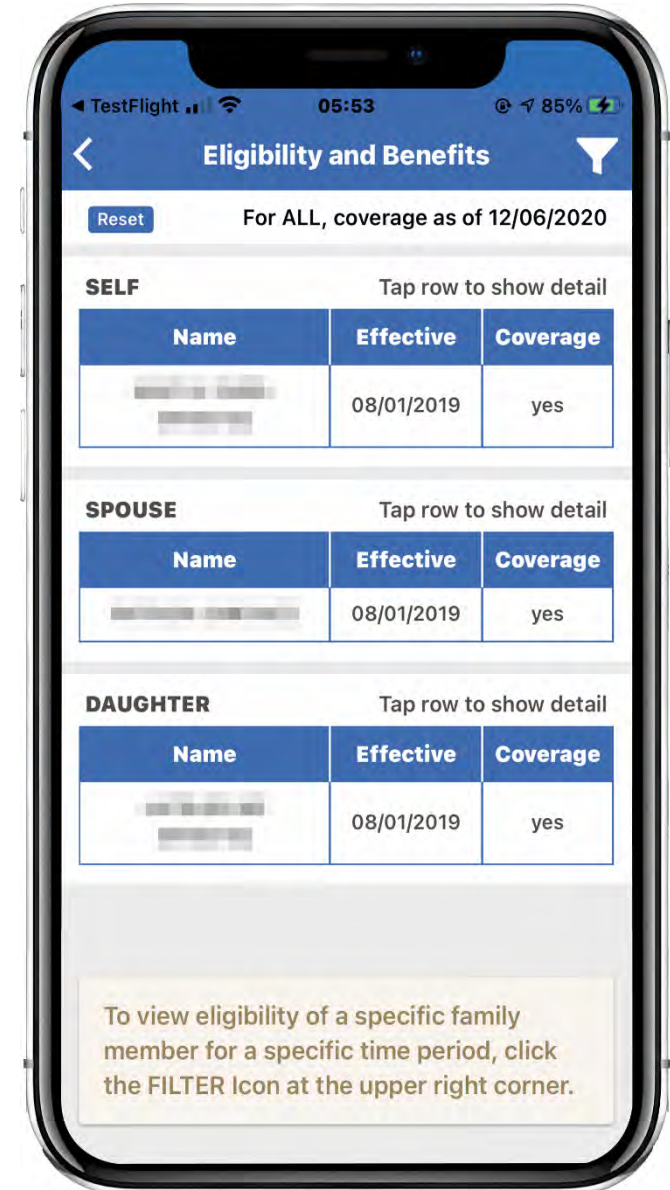 TestFlight 05:53 85%
Eligibility and Benefits
Reset For ALL, coverage as of 12/06/2020
SELF Tap row to show detail
Name Effective Coverage
08/01/2019 yes
SPOUSE Tap row to show detail
Name Effective Coverage
08/01/2019 yes
DAUGHTER Tap row to show detail
Name Effective Coverage
08/01/2019 yes
To view eligibility of a specific family
member for a specific time period, click
the FILTER Icon at the upper right corner.